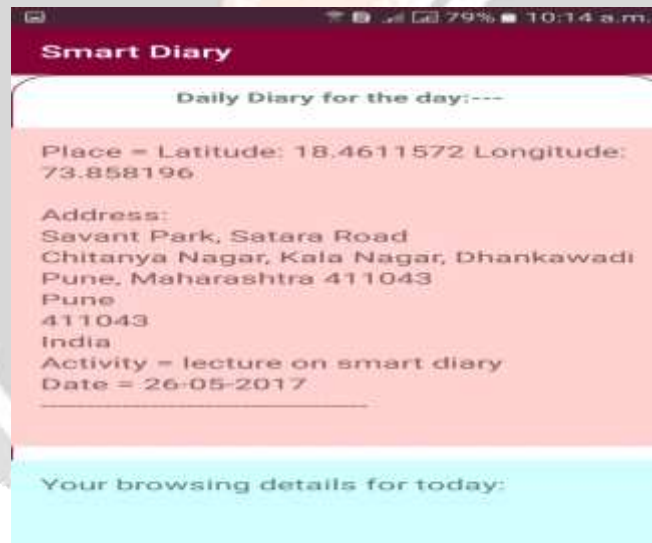 79% 10:14 a.m.
Smart Diary
Daily Diary for the day:---
Place = Latitude: 18.4611572 Longitude:
73.858196
Address:
Savant Park, Satara Road
Chitanya Nagar, Kala Nagar, Dhankawadi
Pune, Maharashtra 411043
Pune
411043
India
Activity = lecture on smart diary
Date = 26-05-2017
------------------------------------
Your browsing details for today: